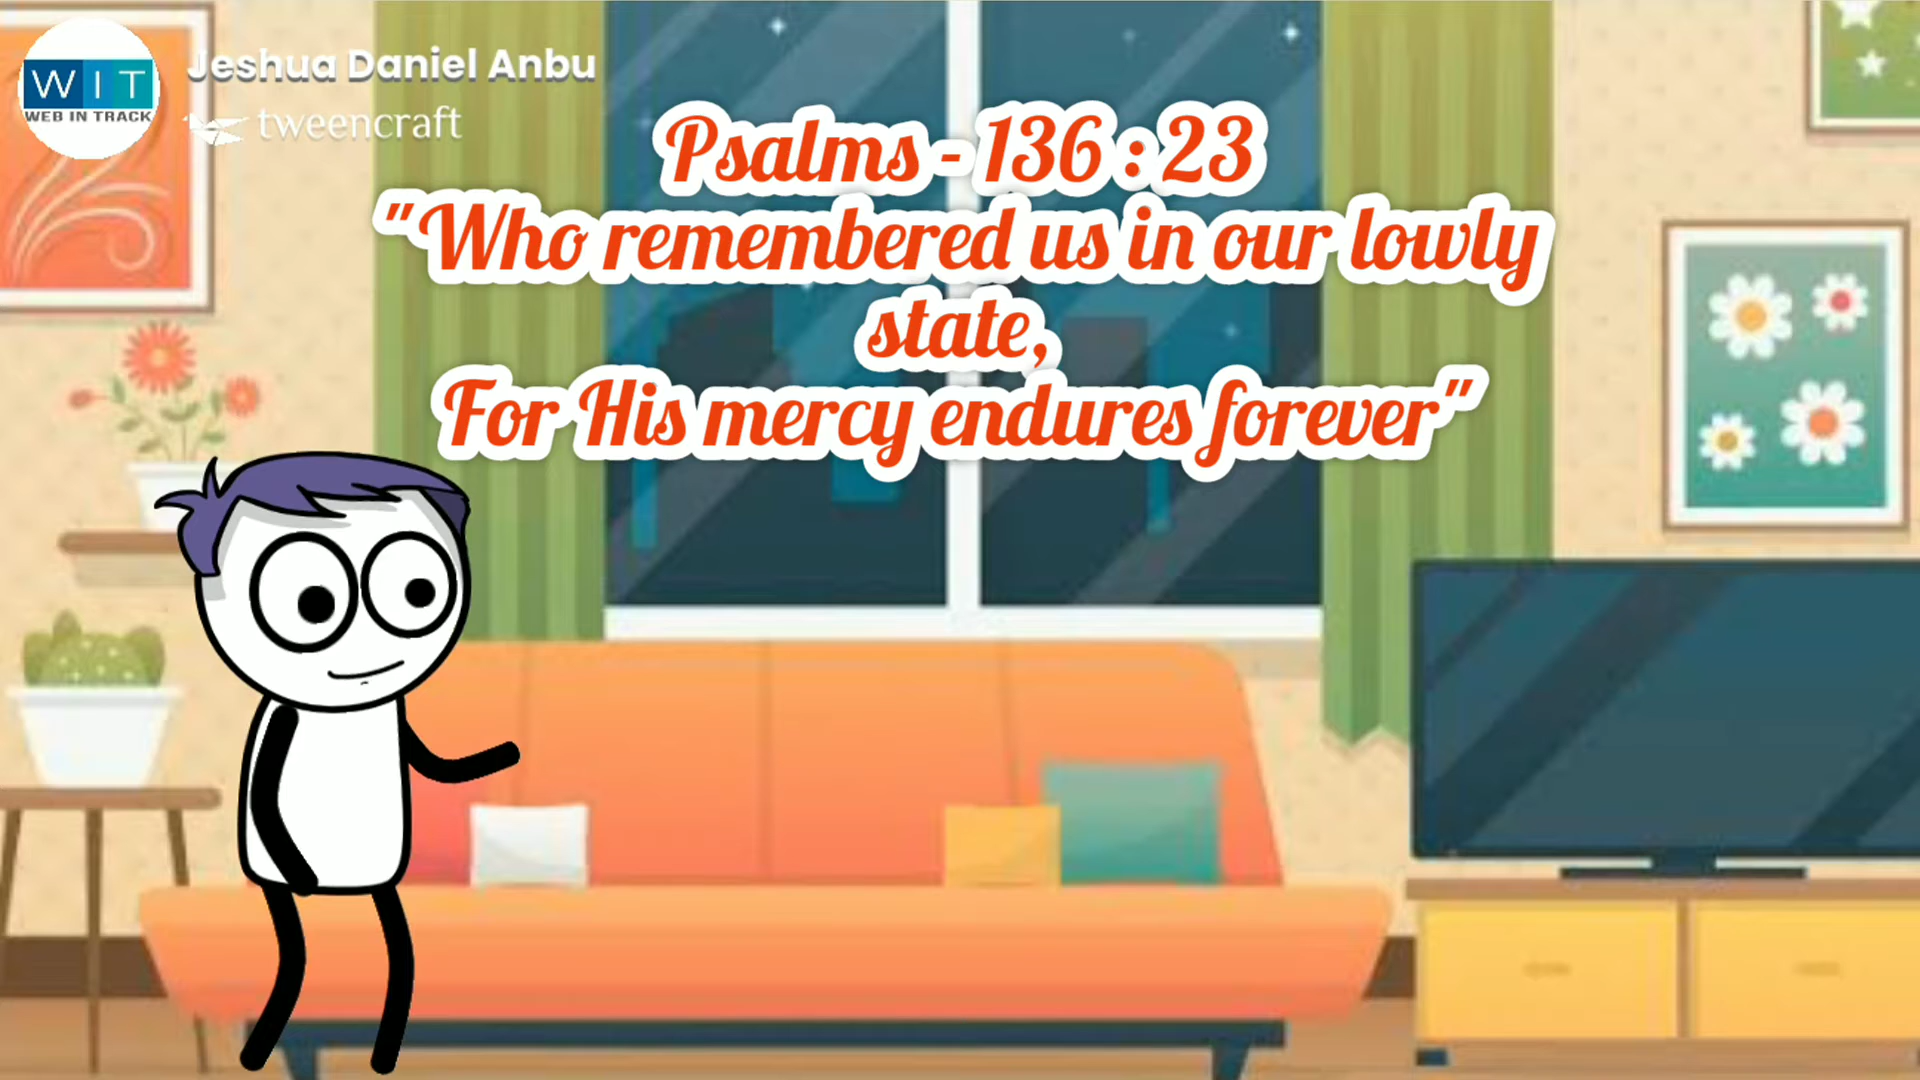 WIT
WEB IN TRACK
Jeshua Daniel Anbu
tweencraft
Psalms - 136 : 23
"Who remembered us in our lowly
state,
For His mercy endures forever"